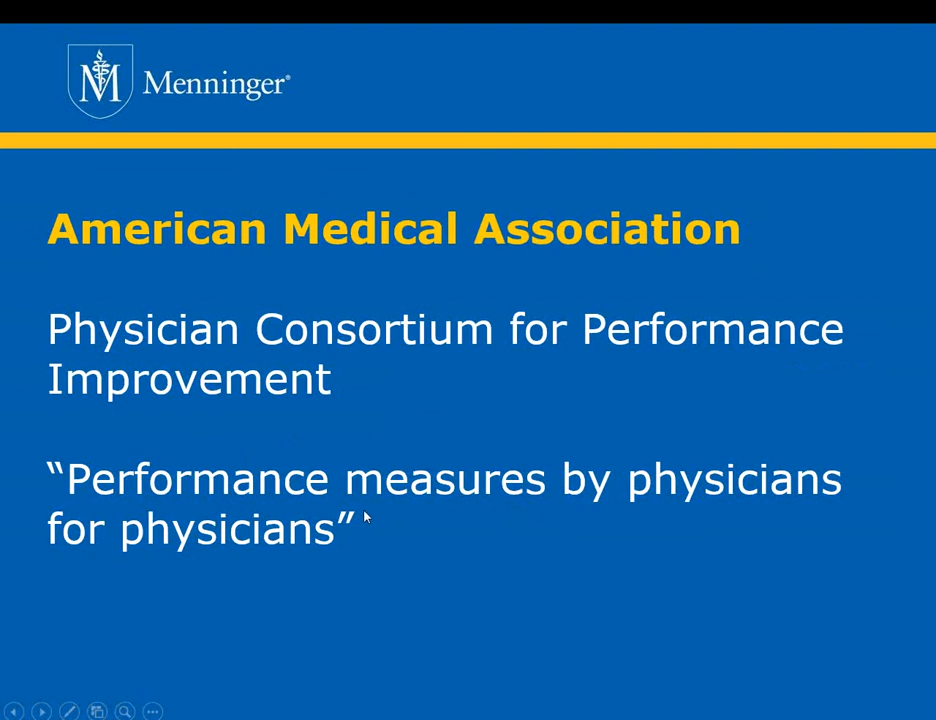 M Menninger®
American Medical Association
Physician Consortium for Performance
Improvement
“Performance measures by physicians
for physicians”